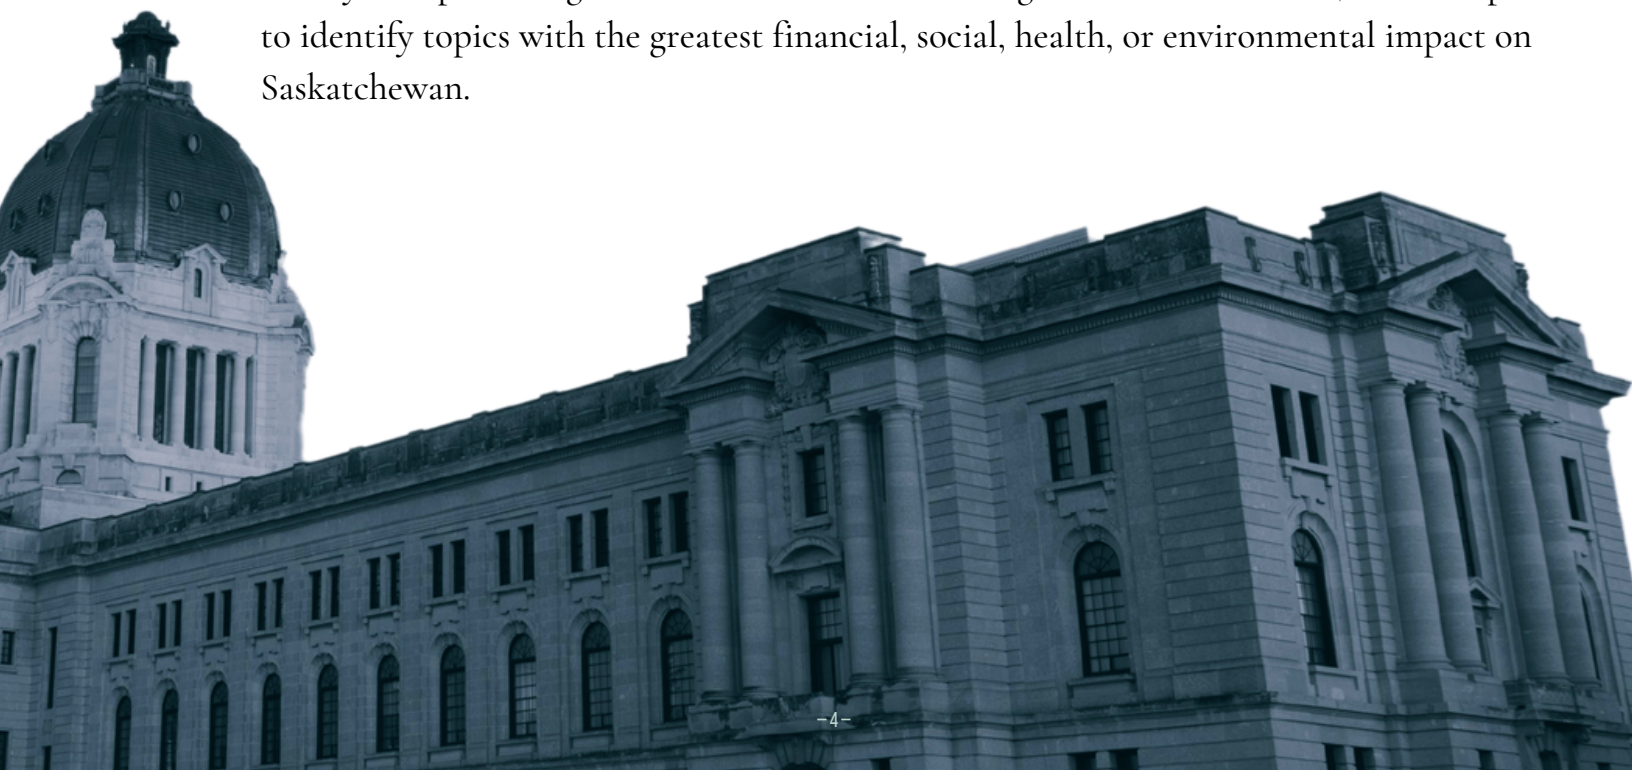 to identify topics with the greatest financial, social, health, or environmental impact on
Saskatchewan.
–4–